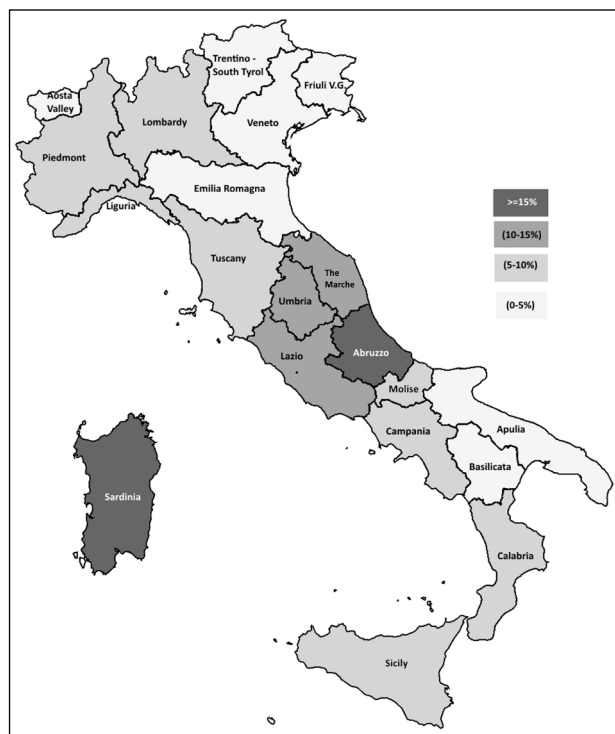 Trentino -
South Tyrol
Friuli V.G.
Aosta
Valley
Lombardy
Veneto
Piedmont
Emilia Romagna
Liguria
>=15%
(10-15%)
(5-10%)
(0-5%)
Tuscany
The
Marche
Umbria
Lazio
Abruzzo
Molise
Campania
Apulia
Basilicata
Sardinia
Calabria
Sicily